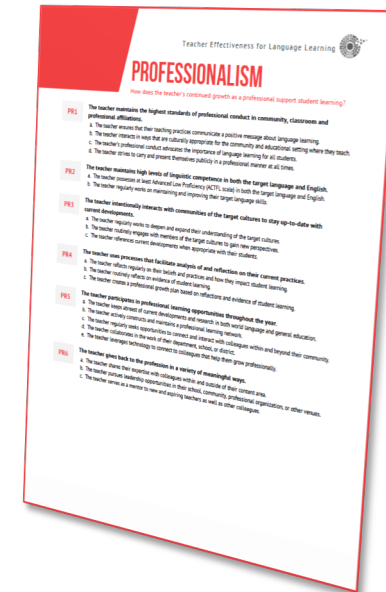 Teacher Effectiveness for Language Learning
PROFESSIONALISM
How does the teacher's continued growth as a professional support student learning?
PR1
The teacher maintains the highest standards of professional conduct in community, classroom and
professional affiliations.
a. The teacher ensures that their teaching practices communicate a positive message about language learning.
b. The teacher interacts in ways that are culturally appropriate for the community and educational setting where they teach.
c. The teacher's professional conduct advocates the importance of language learning for all students.
d. The teacher strives to carry and present themselves publicly in a professional manner at all times.
PR2
The teacher maintains high levels of linguistic competence in both the target language and English.
a. The teacher possesses at least Advanced Low Proficiency (ACTFL scale) in both the target language and English.
b. The teacher regularly works on maintaining and improving their target language skills.
PR3
The teacher intentionally interacts with communities of the target cultures to stay up-to-date with
current developments.
a. The teacher regularly works to deepen and expand their understanding of the target cultures.
b. The teacher routinely engages with members of the target cultures to gain new perspectives.
c. The teacher references current developments when appropriate with their students.
PR4
The teacher uses processes that facilitate analysis of and reflection on their current practices.
a. The teacher reflects regularly on their beliefs and practices and how they impact student learning.
b. The teacher routinely reflects on evidence of student learning.
c. The teacher creates a professional growth plan based on reflections and evidence of student learning.
PR5
The teacher participates in professional learning opportunities throughout the year.
a. The teacher keeps abreast of current developments and research in both world language and general education.
b. The teacher actively constructs and maintains a professional learning network.
c. The teacher regularly seeks opportunities to connect and interact with colleagues within and beyond their community.
d. The teacher collaborates in the work of their department, school, or district.
e. The teacher leverages technology to connect to colleagues that help them grow professionally.
PR6
The teacher gives back to the profession in a variety of meaningful ways.
a. The teacher shares their expertise with colleagues within and outside of their content area.
b. The teacher pursues leadership opportunities in their school, community, professional organization, or other venues.
c. The teacher serves as a mentor to new and aspiring teachers as well as other colleagues.